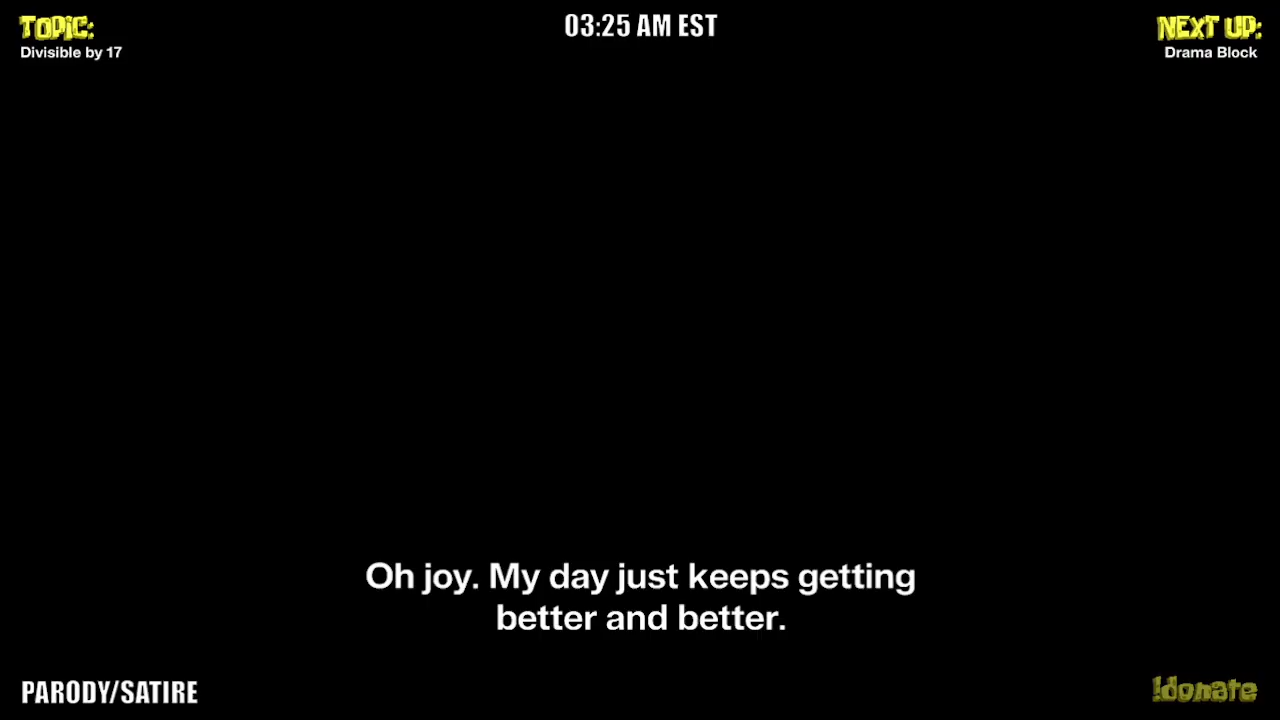 TOPIC:
Divisible by 17
03:25 AM EST
NEXT UP:
Drama Block
Oh joy. My day just keeps getting
better and better.
PARODY/SATIRE
!donate